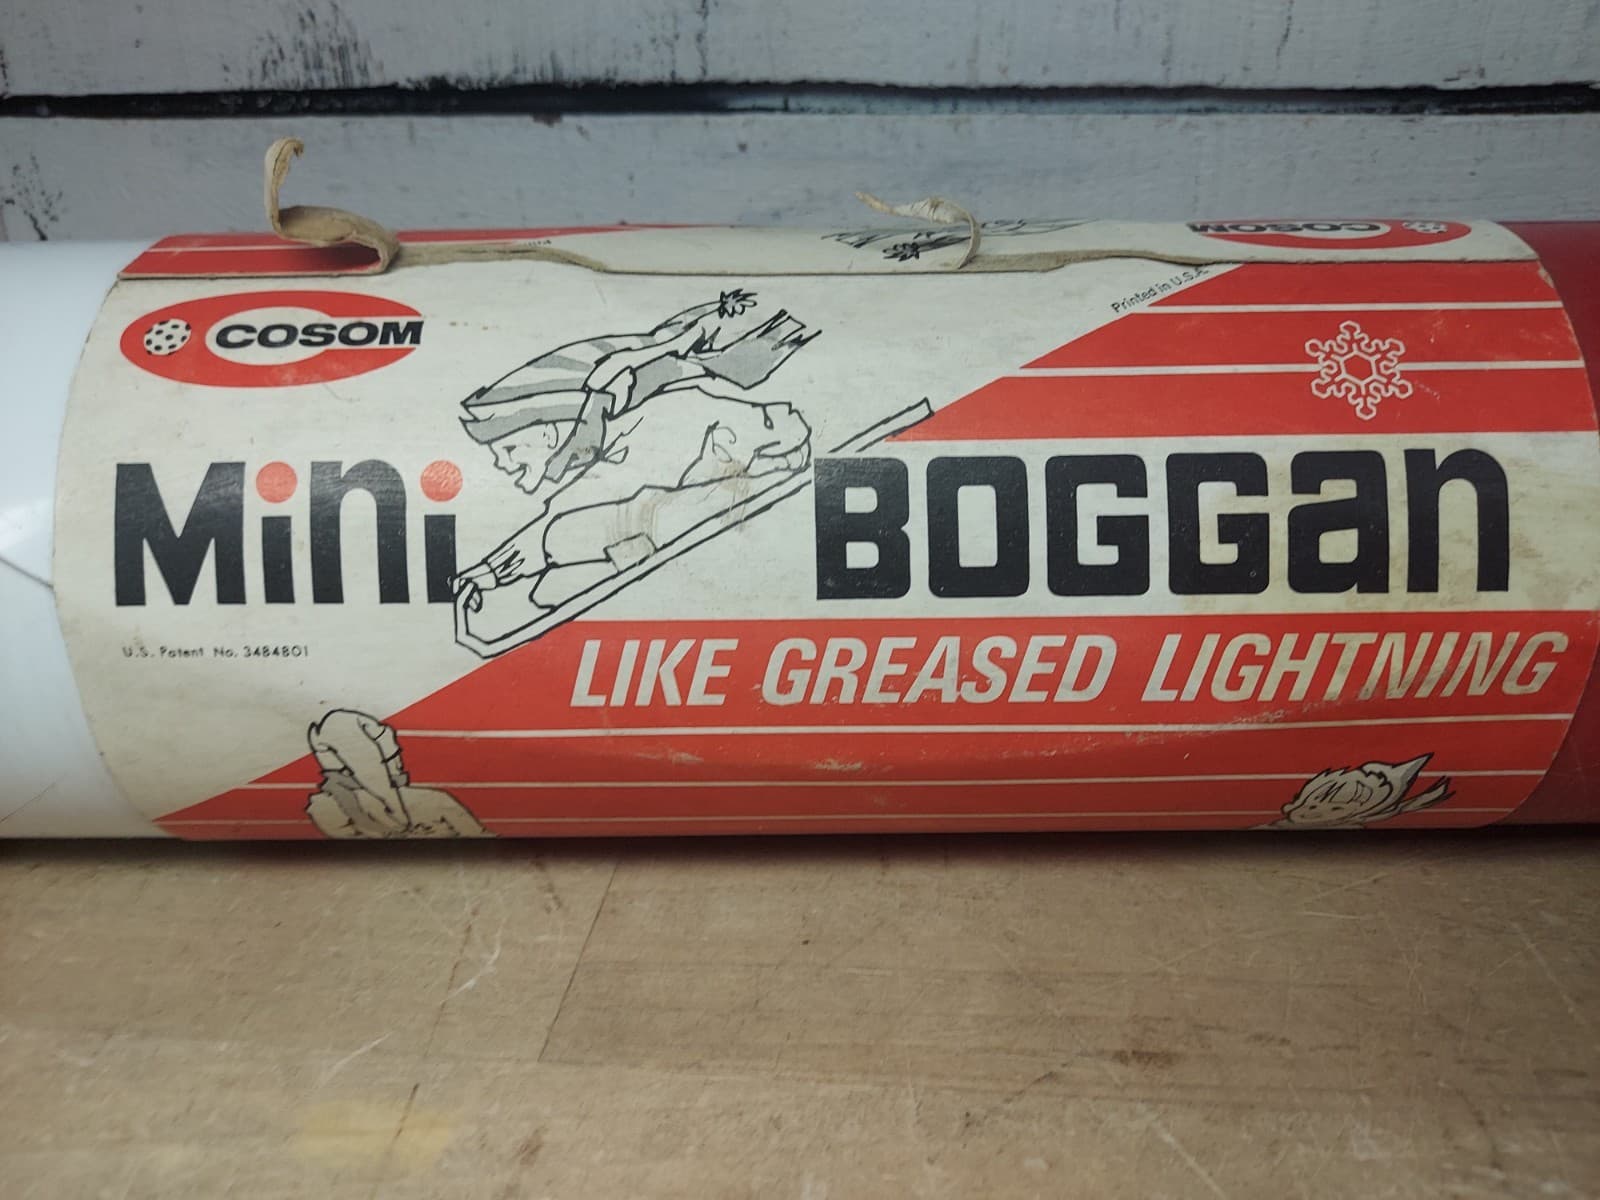 COSOM
COSOM
Printed in U.S.A.
Mini BOGGan
U.S. Patent No. 3484801
LIKE GREASED LIGHTNING